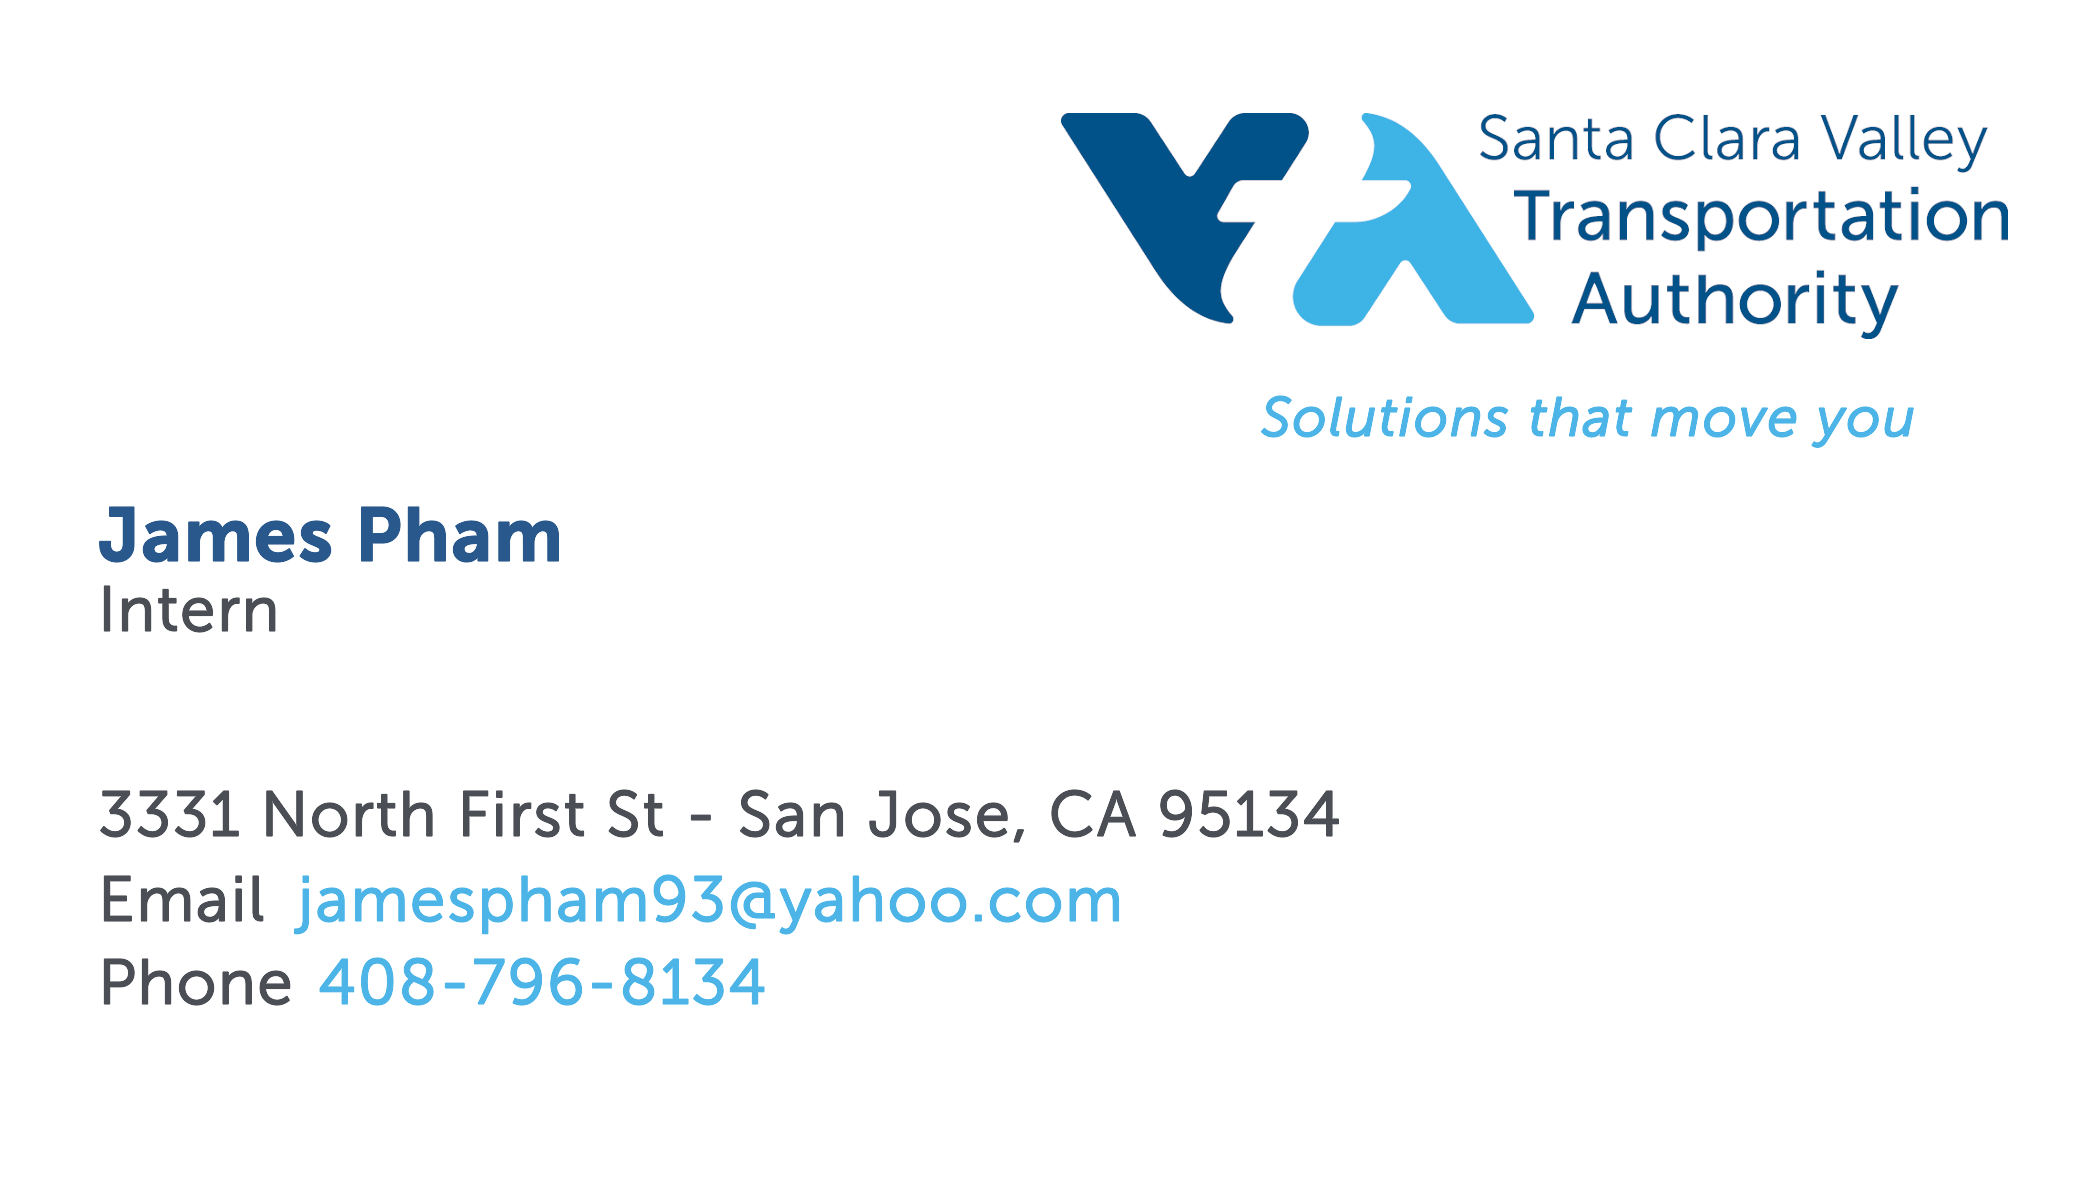 VTA
Santa Clara Valley
Transportation
Authority
Solutions that move you
James Pham
Intern
3331 North First St - San Jose, CA 95134
Email jamespham93@yahoo.com
Phone 408-796-8134